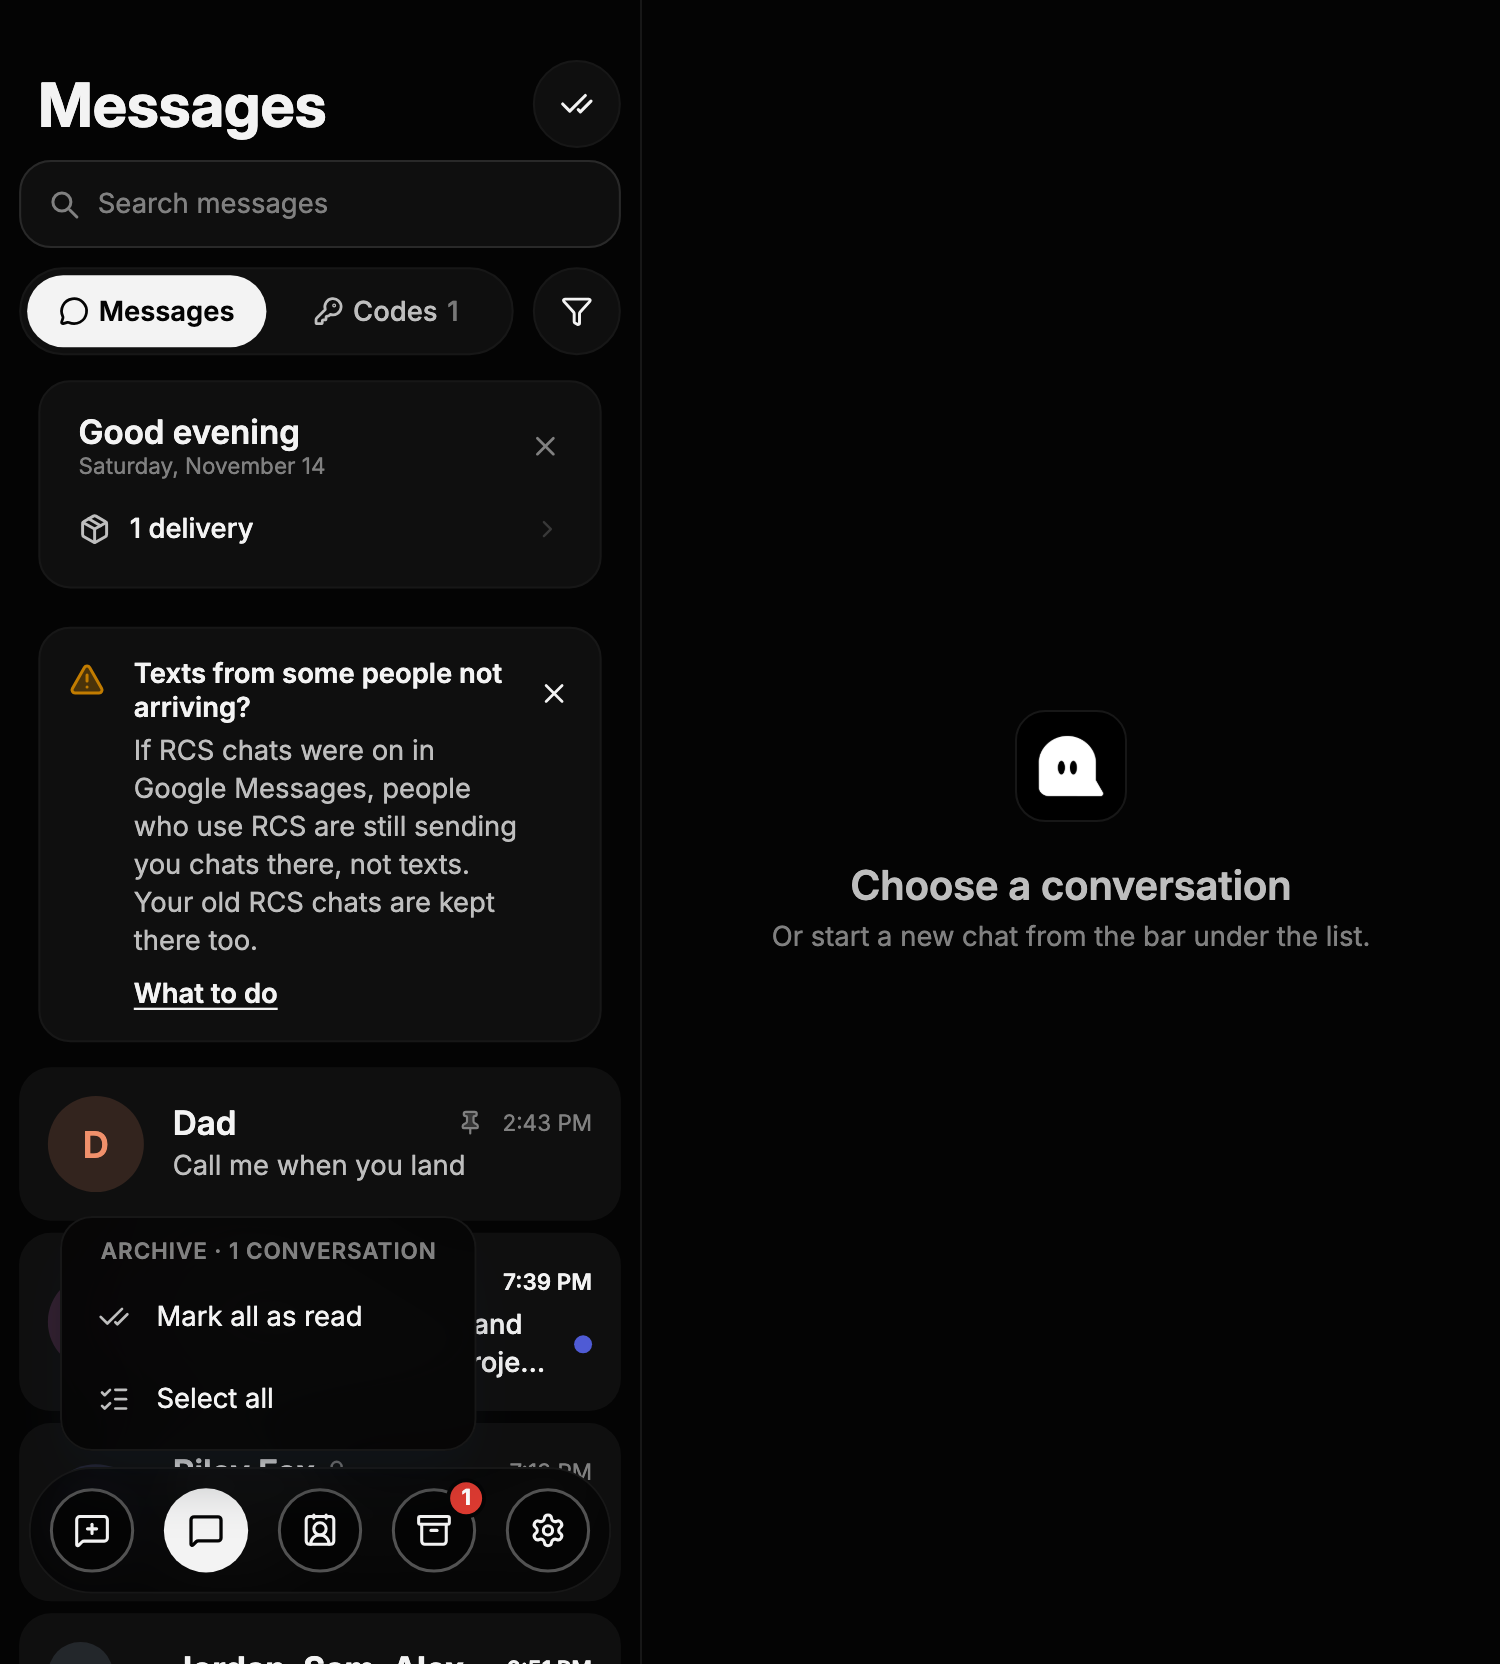 Messages
Search messages
Messages
Codes 1
Good evening
Saturday, November 14
1 delivery
Texts from some people not
arriving?
If RCS chats were on in
Google Messages, people
who use RCS are still sending
you chats there, not texts.
Your old RCS chats are kept
there too.
What to do
Dad
2:43 PM
Call me when you land
ARCHIVE · 1 CONVERSATION
Mark all as read
Select all
7:39 PM
and
1
Choose a conversation
Or start a new chat from the bar under the list.